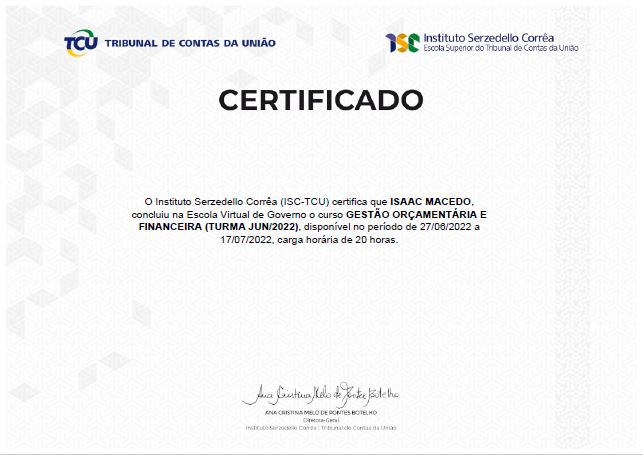 TCU TRIBUNAL DE CONTAS DA UNIÃO
ISC Instituto Serzedello Corrêa
Escola Superior do Tribunal de Contas da União
CERTIFICADO
O Instituto Serzedello Corrêa (ISC-TCU) certifica que ISAAC MACEDO,
concluiu na Escola Virtual de Governo o curso GESTÃO ORÇAMENTÁRIA E
FINANCEIRA (TURMA JUN/2022), disponível no período de 27/06/2022 a
17/07/2022, carga horária de 20 horas.
Ana Cristina Melo de Pontes Botelho
ANA CRISTINA MELO DE PONTES BOTELHO
Diretora-Geral
Instituto Serzedello Corrêa | Tribunal de Contas da União